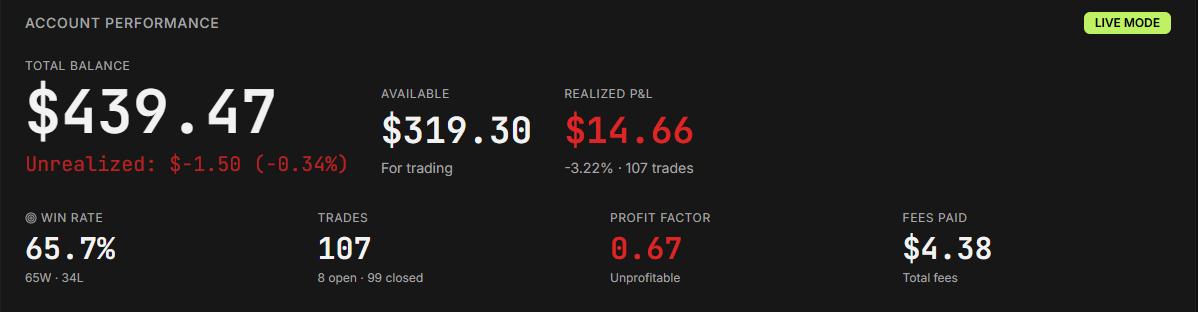 ACCOUNT PERFORMANCE
LIVE MODE
TOTAL BALANCE
$439.47
Unrealized: $-1.50 (-0.34%)
AVAILABLE
$319.30
For trading
REALIZED P&L
$14.66
-3.22% · 107 trades
WIN RATE
65.7%
65W · 34L
TRADES
107
8 open · 99 closed
PROFIT FACTOR
0.67
Unprofitable
FEES PAID
$4.38
Total fees